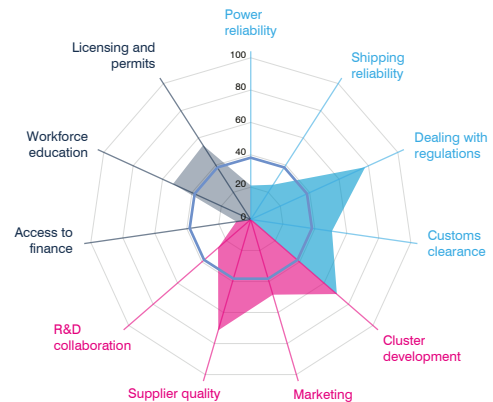 Power
reliability
Shipping
reliability
Dealing with
regulations
Customs
clearance
Cluster
development
Marketing
Supplier quality
R&D
collaboration
Access to
finance
Workforce
education
Licensing and
permits
100
80
60
40
20
0